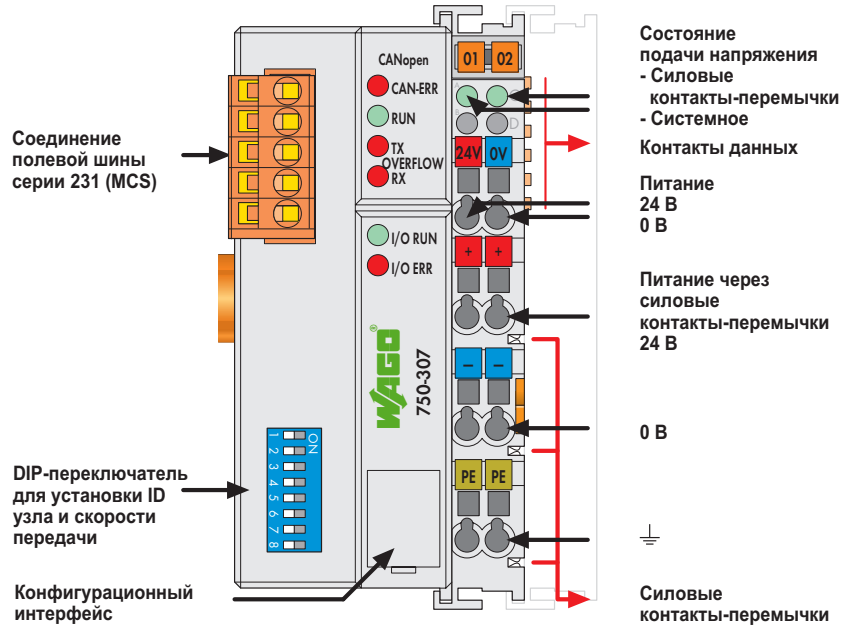 Соединение
полевой шины
серии 231 (MCS)
DIP-переключатель
для установки ID
узла и скорости
передачи
Конфигурационный
интерфейс
CANopen
CAN-ERR
RUN
TX
OVERFLOW
RX
I/O RUN
I/O ERR
WAGO®
750-307
ON
1
2
3
4
5
6
7
8
01 02
A
C
B
D
24V 0V
+ +
– –
PE PE
Состояние
подачи напряжения
- Силовые
контакты-перемычки
- Системное
Контакты данных
Питание
24 В
0 В
Питание через
силовые
контакты-перемычки
24 В
0 В
Силовые
контакты-перемычки